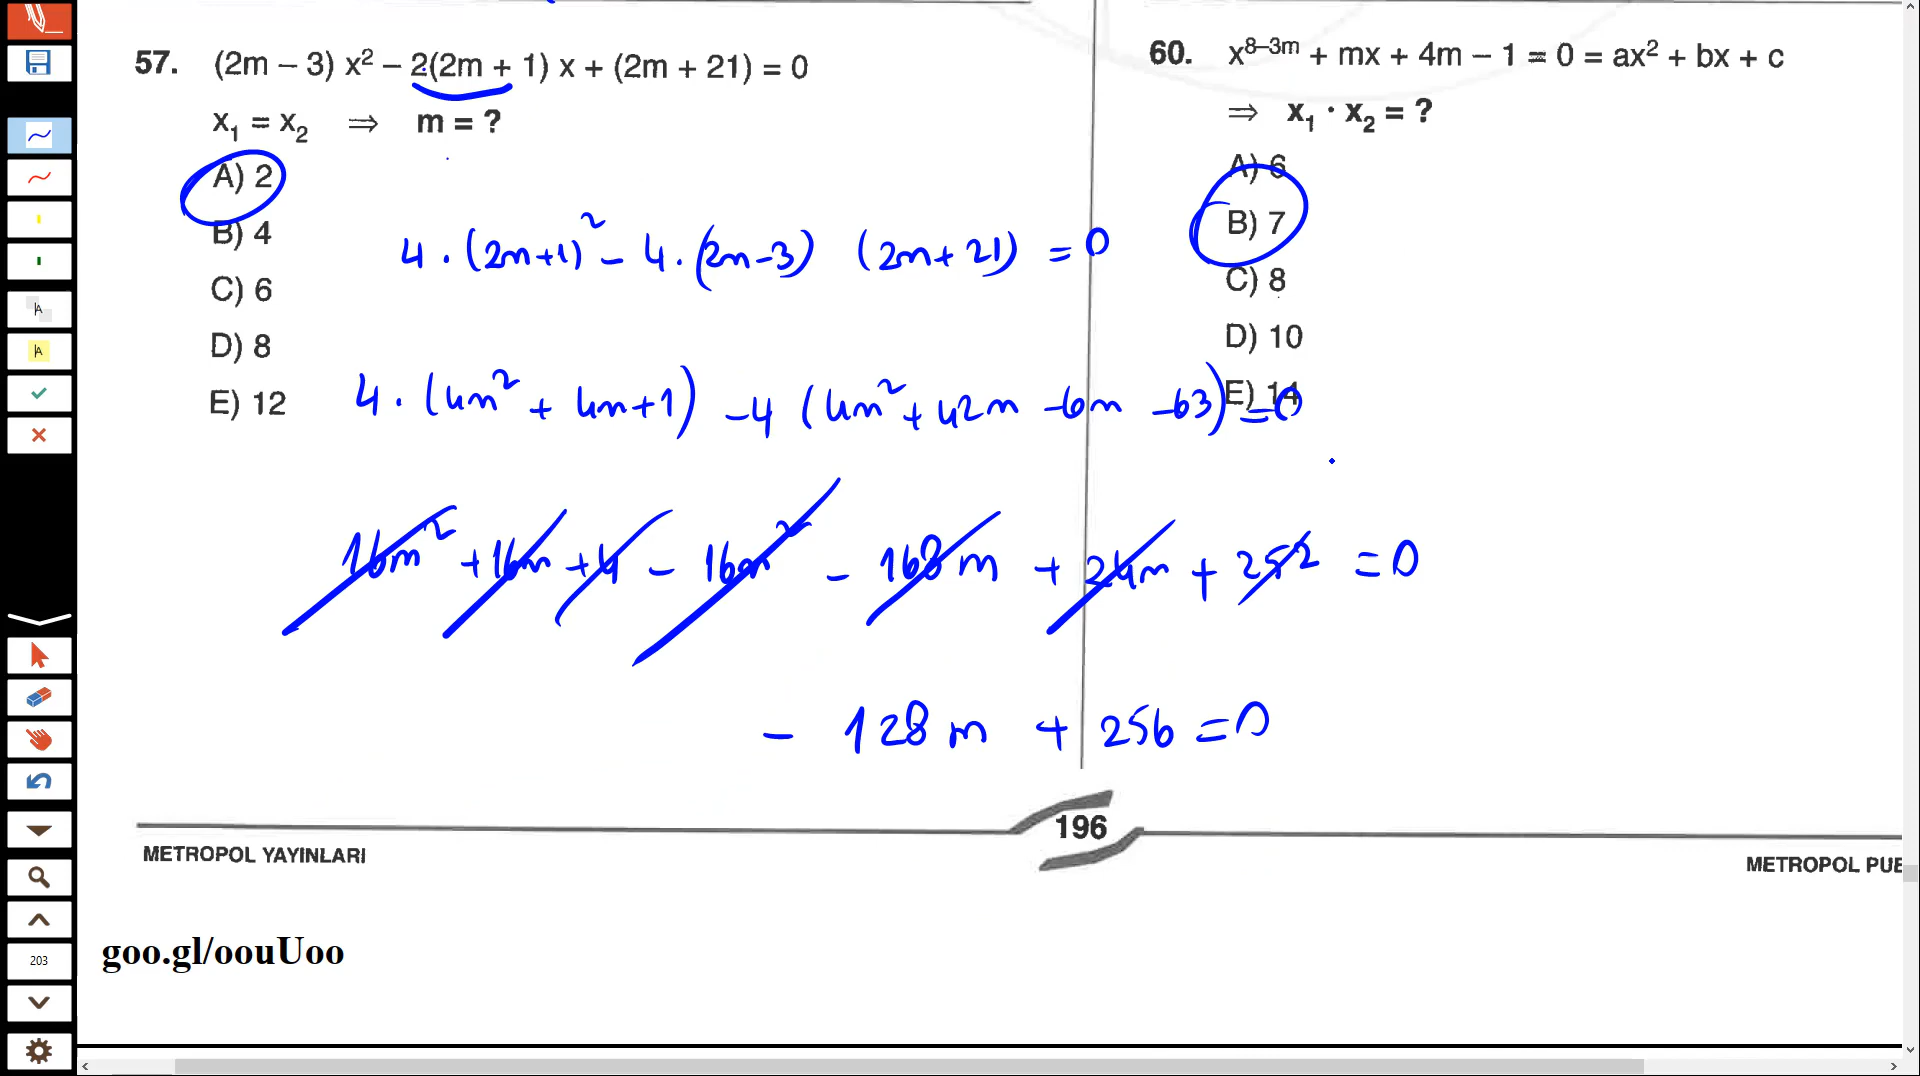 57. (2m – 3) x² – 2(2m + 1) x + (2m + 21) = 0
x₁ = x₂ ⇒ m = ?
A) 2
B) 4
C) 6
D) 8
E) 12
4 . (2m+1)² – 4 . (2m–3) (2m+21) = 0
4 . (4m² + 4m+1) –4 (4m² + 42m –6m –63) = 0
16m² +16m +4 – 16m² – 168m + 24m + 252 = 0
– 128m + 256 = 0
60. x⁸⁻³ᵐ + mx + 4m – 1 = 0 = ax² + bx + c
⇒ x₁ · x₂ = ?
A) 6
B) 7
C) 8
D) 10
E) 14
196
METROPOL YAYINLARI
METROPOL PUB
goo.gl/oouUoo
A
A
203